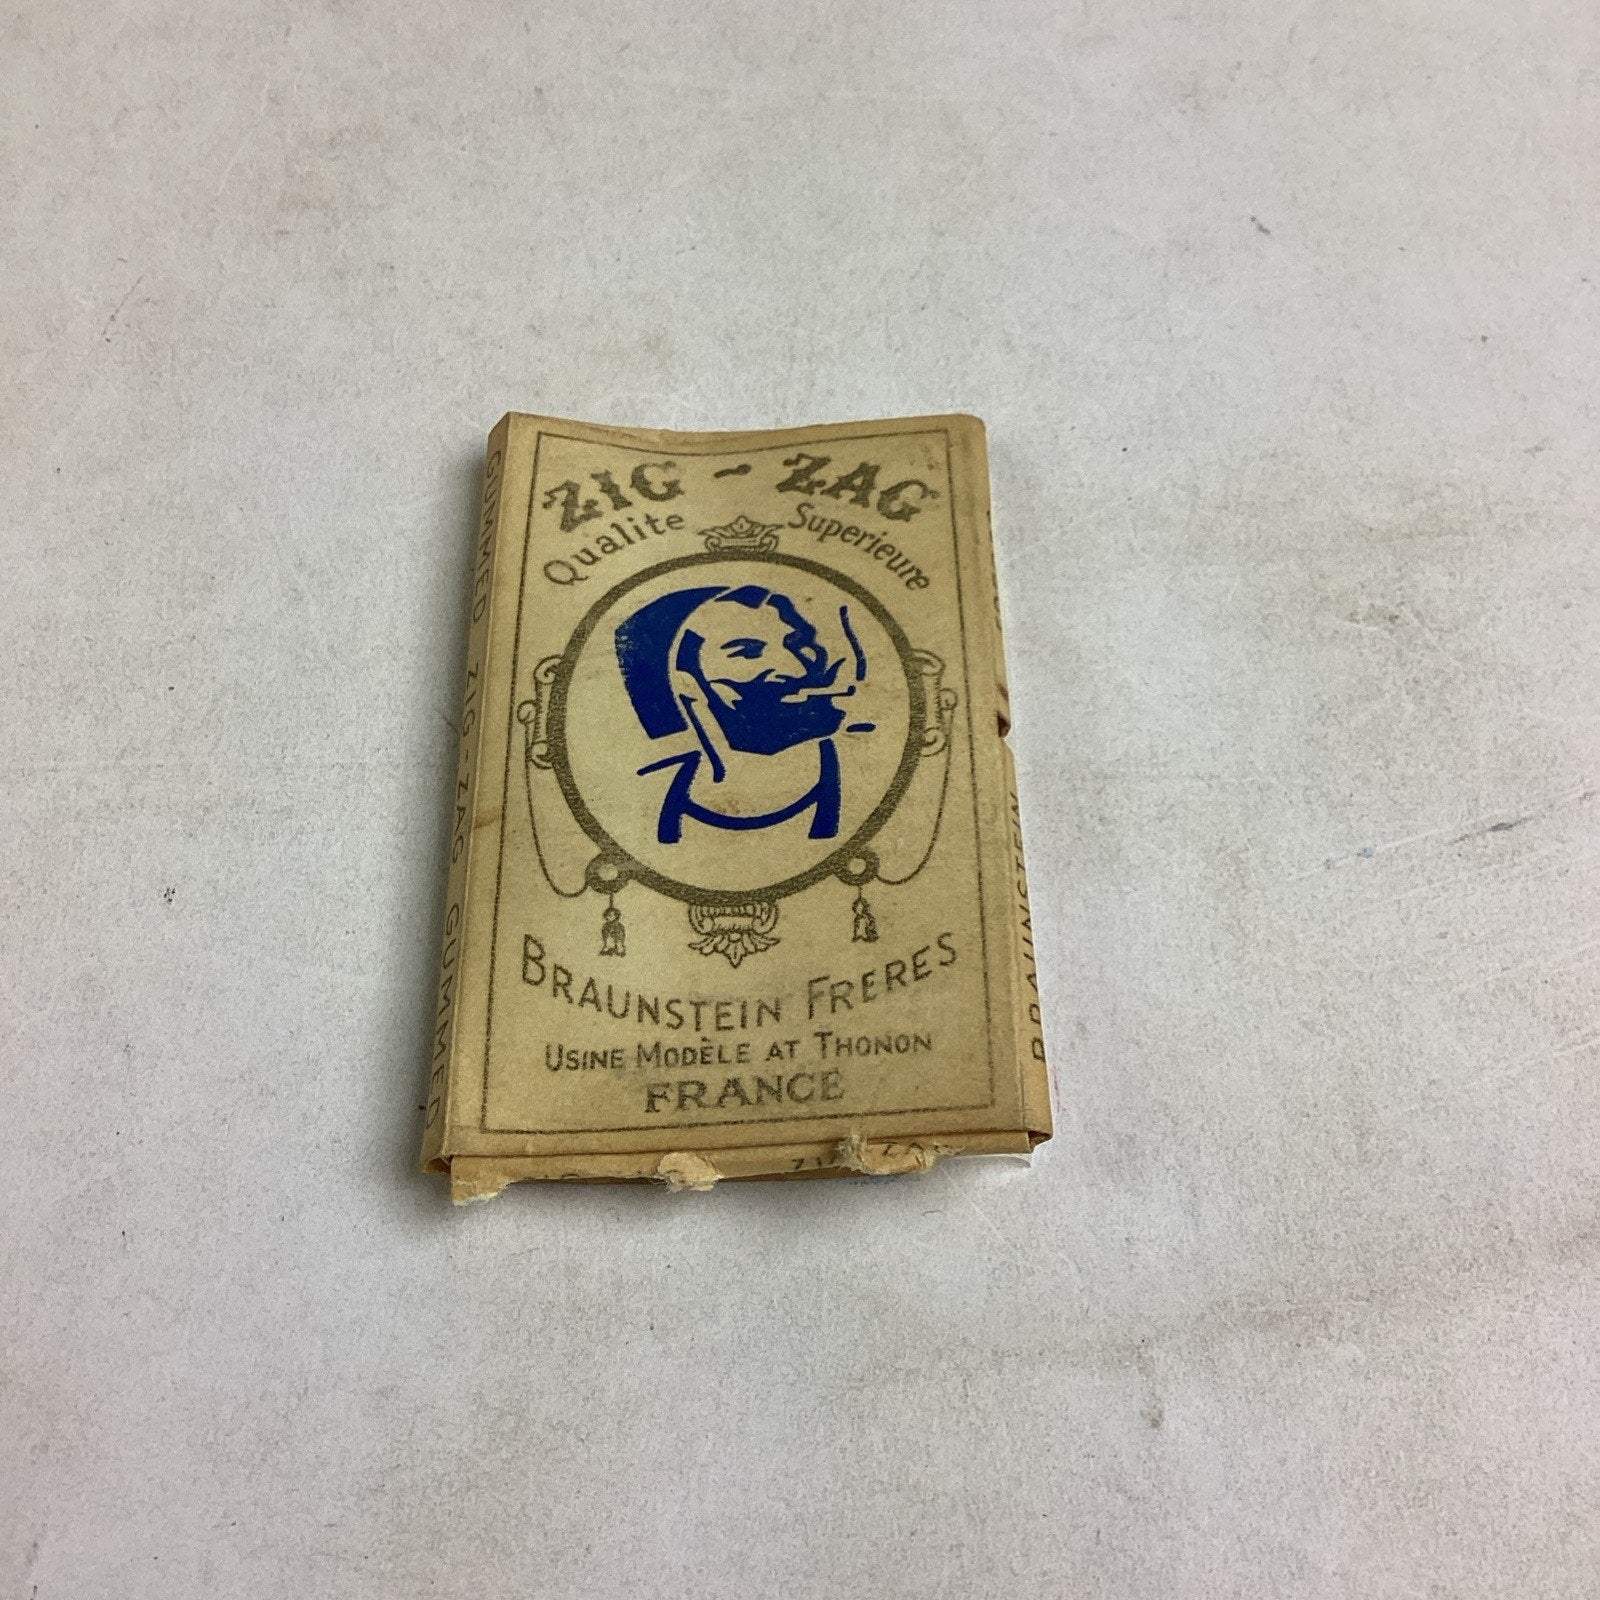 ZIG - ZAG
Qualite Superieure
BRAUNSTEIN FRERES
USINE MODÈLE AT THONON
FRANCE
GUMMED ZIG-ZAG GUMMED
BRAUNSTEIN